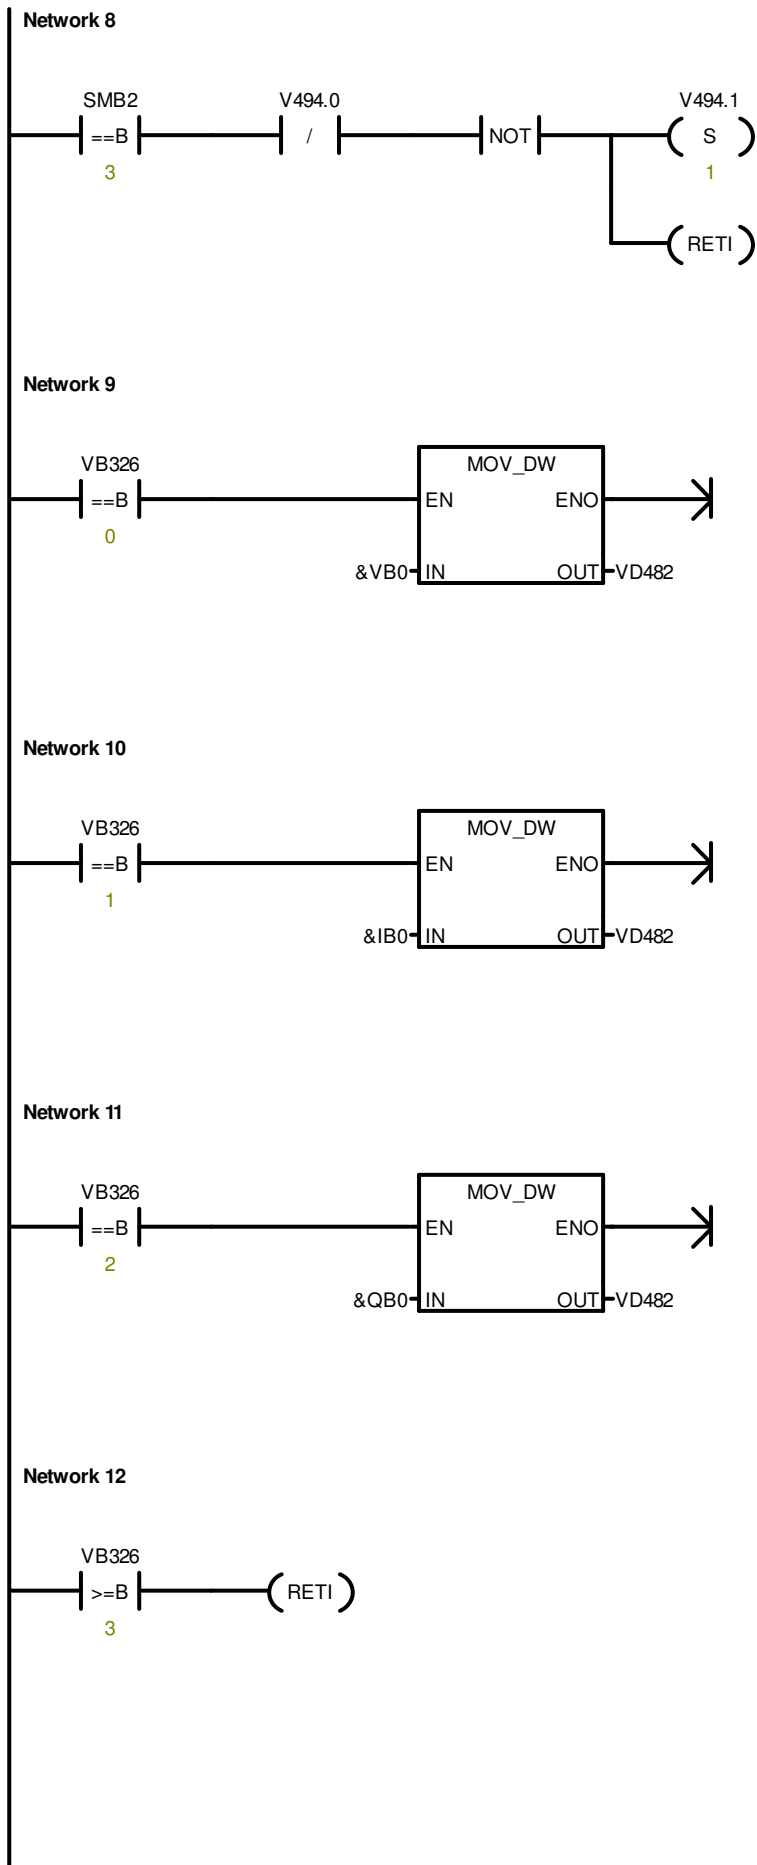 Network 8
SMB2 V494.0 V494.1
==B / NOT S
3 1
RETI
Network 9
VB326 MOV_DW
==B EN ENO
0
&VB0 IN OUT VD482
Network 10
VB326 MOV_DW
==B EN ENO
1
&IB0 IN OUT VD482
Network 11
VB326 MOV_DW
==B EN ENO
2
&QB0 IN OUT VD482
Network 12
VB326
>=B RETI
3